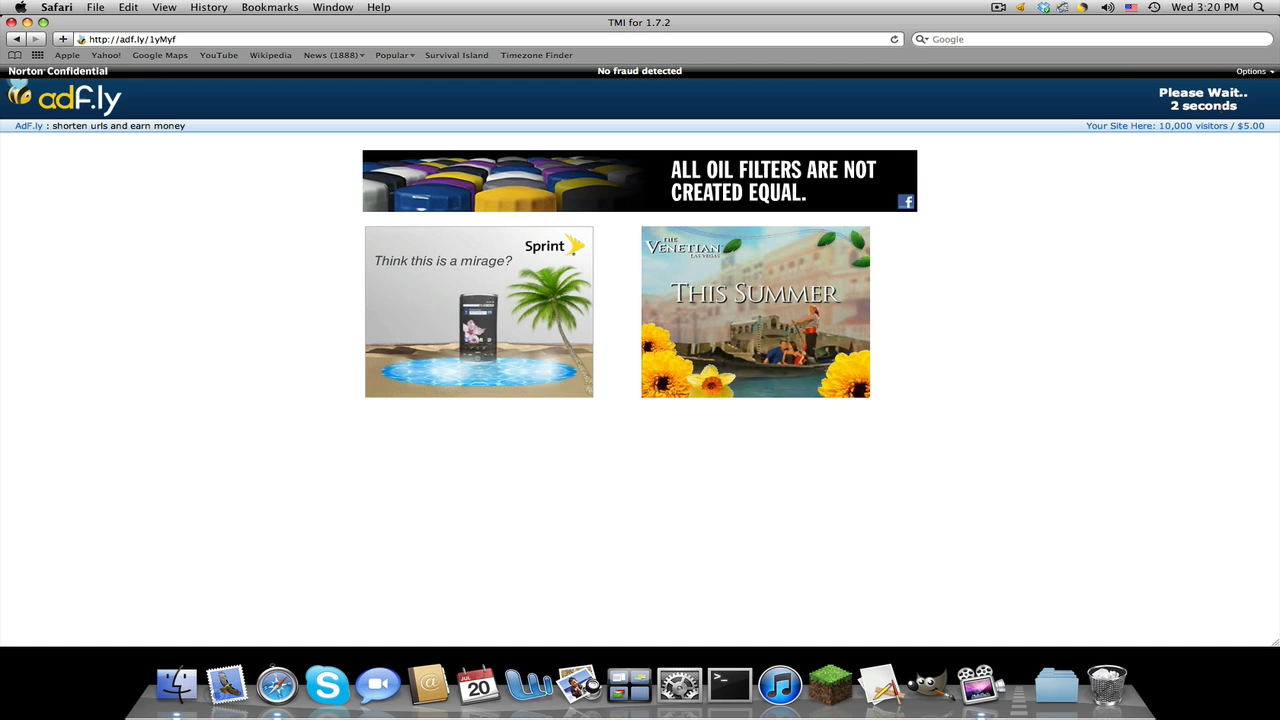 Safari File Edit View History Bookmarks Window Help Wed 3:20 PM
TMI for 1.7.2
http://adf.ly/1yMyf Google
Apple Yahoo! Google Maps YouTube Wikipedia News (1888) Popular Survival Island Timezone Finder
Norton Confidential No fraud detected Options
adf.ly Please Wait..
2 seconds
AdF.ly : shorten urls and earn money Your Site Here: 10,000 visitors / $5.00
ALL OIL FILTERS ARE NOT
CREATED EQUAL.
Sprint
Think this is a mirage?
THE
VENETIAN
LAS VEGAS
THIS SUMMER
JUL
20